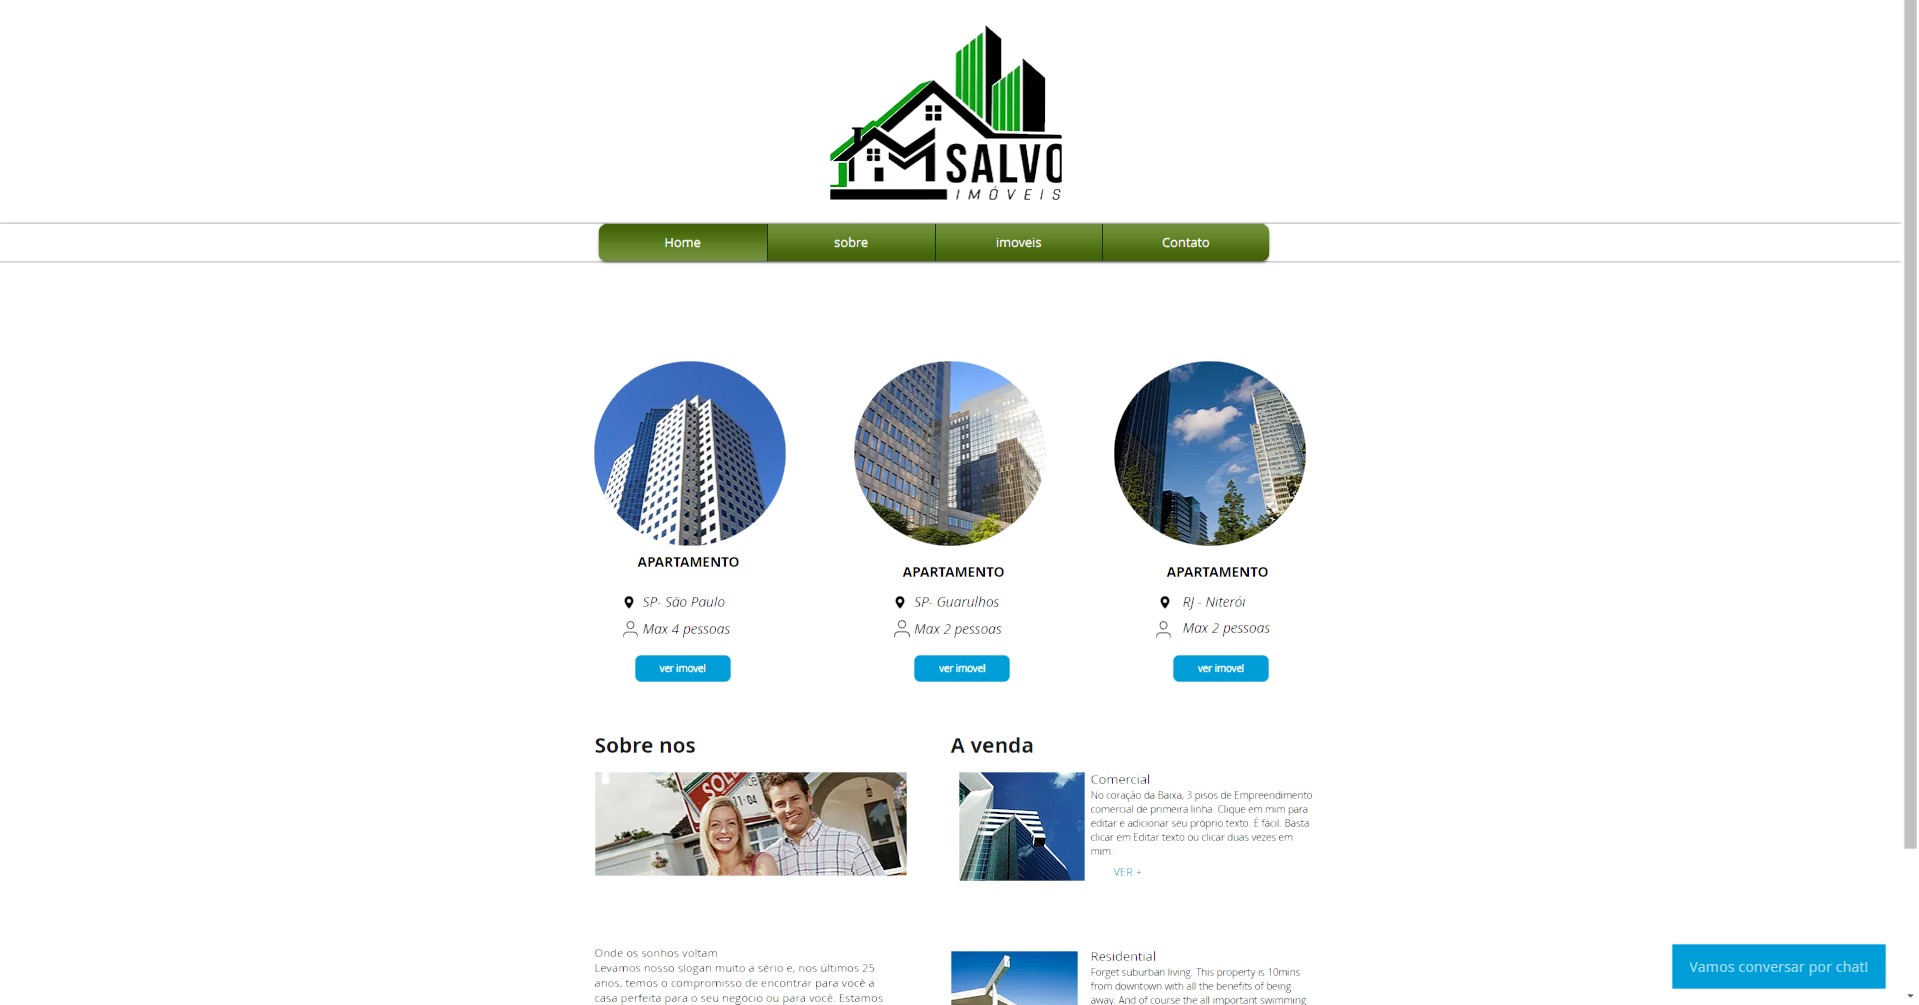 SALVO
IMÓVEIS
Home
sobre
imoveis
Contato
APARTAMENTO
SP- São Paulo
Max 4 pessoas
ver imovel
APARTAMENTO
SP- Guarulhos
Max 2 pessoas
ver imovel
APARTAMENTO
RJ - Niterói
Max 2 pessoas
ver imovel
Sobre nos
SOLD
11-04
Onde os sonhos voltam
Levamos nosso slogan muito a sério e, nos últimos 25
anos, temos o compromisso de encontrar para você a
casa perfeita para o seu negócio ou para você. Estamos
A venda
Comercial
No coração da Baixa, 3 pisos de Empreendimento
comercial de primeira linha. Clique em mim para
editar e adicionar seu próprio texto. É fácil. Basta
clicar em Editar texto ou clicar duas vezes em
mim.
VER +
Residential
Forget suburban living. This property is 10mins
from downtown with all the benefits of being
away. And of course the all important swimming
Vamos conversar por chat!